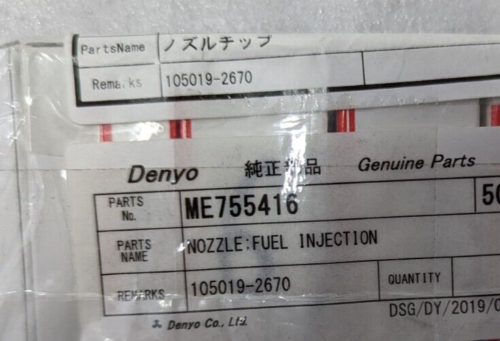 PartsName ノズルチップ
Remarks 105019-2670
Denyo 純正部品 Genuine Parts
PARTS No. ME755416
PARTS NAME NOZZLE:FUEL INJECTION
REMARKS 105019-2670 QUANTITY
Denyo Co., Ltd. DSG/DY/2019/0